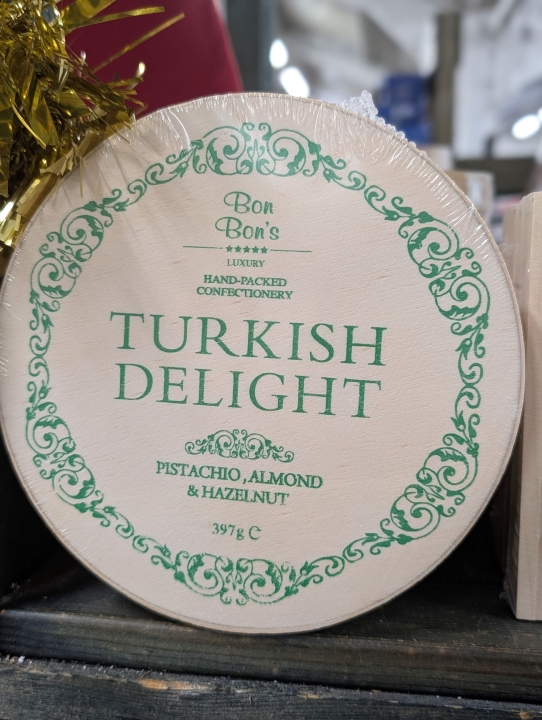 Bon
Bon's
LUXURY
HAND-PACKED
CONFECTIONERY
TURKISH
DELIGHT
PISTACHIO, ALMOND
& HAZELNUT
397g ℮